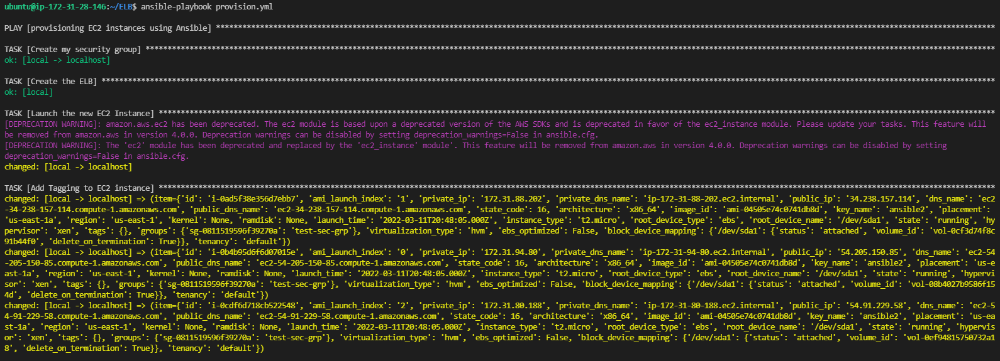 ubuntu@ip-172-31-28-146:~/ELB$ ansible-playbook provision.yml
PLAY [provisioning EC2 instances using Ansible] *********************************************************************************************************************************************************************************
TASK [Create my security group] *************************************************************************************************************************************************************************************************
ok: [local -> localhost]
TASK [Create the ELB] ***********************************************************************************************************************************************************************************************************
ok: [local]
TASK [Launch the new EC2 Instance] **********************************************************************************************************************************************************************************************
[DEPRECATION WARNING]: amazon.aws.ec2 has been deprecated. The ec2 module is based upon a deprecated version of the AWS SDKs and is deprecated in favor of the ec2_instance module. Please update your tasks. This feature will
be removed from amazon.aws in version 4.0.0. Deprecation warnings can be disabled by setting deprecation_warnings=False in ansible.cfg.
[DEPRECATION WARNING]: The 'ec2' module has been deprecated and replaced by the 'ec2_instance' module'. This feature will be removed from amazon.aws in version 4.0.0. Deprecation warnings can be disabled by setting
deprecation_warnings=False in ansible.cfg.
changed: [local -> localhost]
TASK [Add Tagging to EC2 instance] **********************************************************************************************************************************************************************************************
changed: [local -> localhost] => (item={'id': 'i-0ad5f38e356d7ebb7', 'ami_launch_index': '1', 'private_ip': '172.31.88.202', 'private_dns_name': 'ip-172-31-88-202.ec2.internal', 'public_ip': '34.238.157.114', 'dns_name': 'ec2
-34-238-157-114.compute-1.amazonaws.com', 'public_dns_name': 'ec2-34-238-157-114.compute-1.amazonaws.com', 'state_code': 16, 'architecture': 'x86_64', 'image_id': 'ami-04505e74c0741db8d', 'key_name': 'ansible2', 'placement':
'us-east-1a', 'region': 'us-east-1', 'kernel': None, 'ramdisk': None, 'launch_time': '2022-03-11T20:48:05.000Z', 'instance_type': 't2.micro', 'root_device_type': 'ebs', 'root_device_name': '/dev/sda1', 'state': 'running', 'hy
pervisor': 'xen', 'tags': {}, 'groups': {'sg-0811519596f39270a': 'test-sec-grp'}, 'virtualization_type': 'hvm', 'ebs_optimized': False, 'block_device_mapping': {'/dev/sda1': {'status': 'attached', 'volume_id': 'vol-0cf3d74f8c
91b44f0', 'delete_on_termination': True}}, 'tenancy': 'default'})
changed: [local -> localhost] => (item={'id': 'i-0b4b95d6f6d07015e', 'ami_launch_index': '0', 'private_ip': '172.31.94.80', 'private_dns_name': 'ip-172-31-94-80.ec2.internal', 'public_ip': '54.205.150.85', 'dns_name': 'ec2-54
-205-150-85.compute-1.amazonaws.com', 'public_dns_name': 'ec2-54-205-150-85.compute-1.amazonaws.com', 'state_code': 16, 'architecture': 'x86_64', 'image_id': 'ami-04505e74c0741db8d', 'key_name': 'ansible2', 'placement': 'us-e
ast-1a', 'region': 'us-east-1', 'kernel': None, 'ramdisk': None, 'launch_time': '2022-03-11T20:48:05.000Z', 'instance_type': 't2.micro', 'root_device_type': 'ebs', 'root_device_name': '/dev/sda1', 'state': 'running', 'hypervi
sor': 'xen', 'tags': {}, 'groups': {'sg-0811519596f39270a': 'test-sec-grp'}, 'virtualization_type': 'hvm', 'ebs_optimized': False, 'block_device_mapping': {'/dev/sda1': {'status': 'attached', 'volume_id': 'vol-08b4027b9586f15
4d', 'delete_on_termination': True}}, 'tenancy': 'default'})
changed: [local -> localhost] => (item={'id': 'i-0cdf6d718cb522548', 'ami_launch_index': '2', 'private_ip': '172.31.80.188', 'private_dns_name': 'ip-172-31-80-188.ec2.internal', 'public_ip': '54.91.229.58', 'dns_name': 'ec2-5
4-91-229-58.compute-1.amazonaws.com', 'public_dns_name': 'ec2-54-91-229-58.compute-1.amazonaws.com', 'state_code': 16, 'architecture': 'x86_64', 'image_id': 'ami-04505e74c0741db8d', 'key_name': 'ansible2', 'placement': 'us-ea
st-1a', 'region': 'us-east-1', 'kernel': None, 'ramdisk': None, 'launch_time': '2022-03-11T20:48:05.000Z', 'instance_type': 't2.micro', 'root_device_type': 'ebs', 'root_device_name': '/dev/sda1', 'state': 'running', 'hypervis
or': 'xen', 'tags': {}, 'groups': {'sg-0811519596f39270a': 'test-sec-grp'}, 'virtualization_type': 'hvm', 'ebs_optimized': False, 'block_device_mapping': {'/dev/sda1': {'status': 'attached', 'volume_id': 'vol-0ef94815750732a1
8', 'delete_on_termination': True}}, 'tenancy': 'default'})